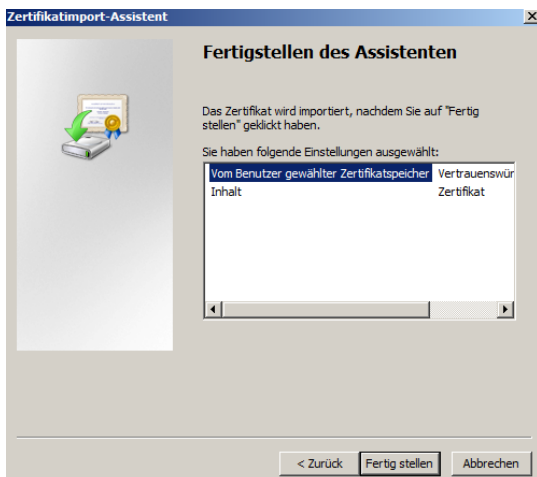 Zertifikatimport-Assistent
Fertigstellen des Assistenten
Das Zertifikat wird importiert, nachdem Sie auf "Fertig
stellen" geklickt haben.
Sie haben folgende Einstellungen ausgewählt:
Vom Benutzer gewählter Zertifikatspeicher Vertrauenswür
Inhalt Zertifikat
< Zurück Fertig stellen Abbrechen